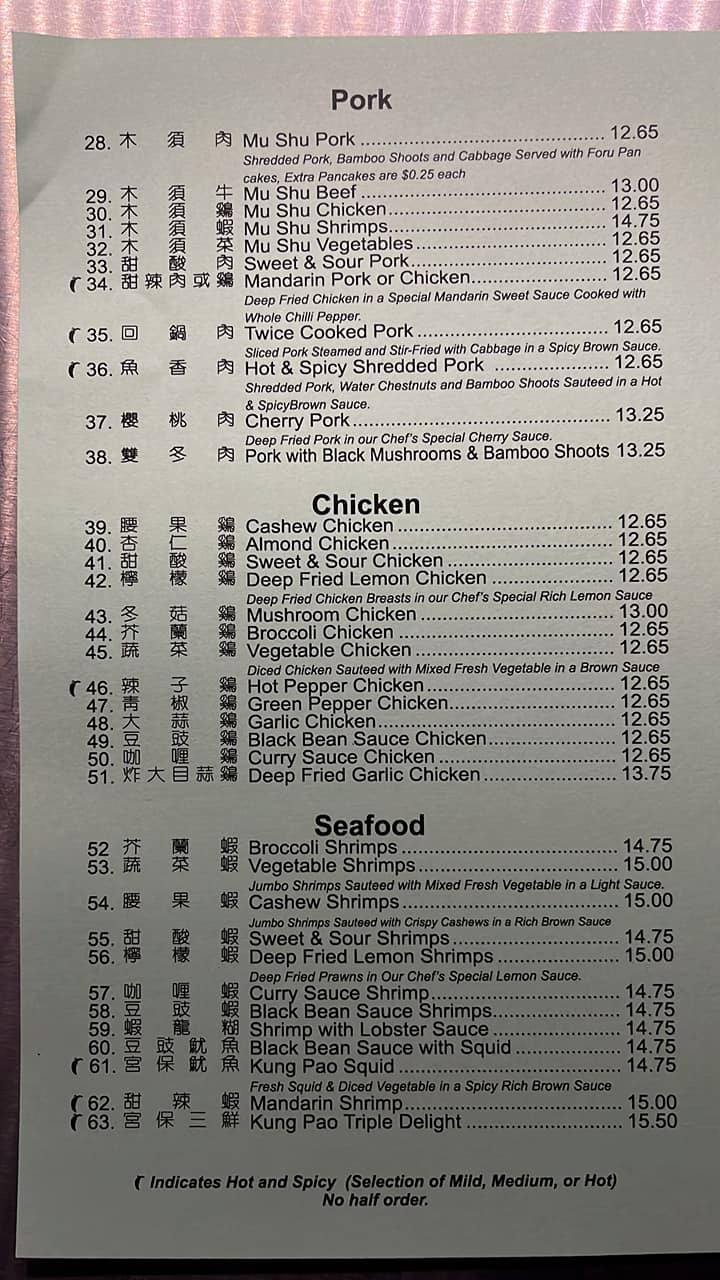 Pork
28. 木 須 肉 Mu Shu Pork ............................................. 12.65
Shredded Pork, Bamboo Shoots and Cabbage Served with Foru Pan
cakes, Extra Pancakes are $0.25 each
29. 木 須 牛 Mu Shu Beef ............................................. 13.00
30. 木 須 鷄 Mu Shu Chicken........................................ 12.65
31. 木 須 蝦 Mu Shu Shrimps........................................ 14.75
32. 木 須 菜 Mu Shu Vegetables................................... 12.65
33. 甜 酸 肉 Sweet & Sour Pork.................................... 12.65
34. 甜辣肉或鷄 Mandarin Pork or Chicken......................... 12.65
Deep Fried Chicken in a Special Mandarin Sweet Sauce Cooked with
Whole Chilli Pepper.
35. 回 鍋 肉 Twice Cooked Pork ................................... 12.65
Sliced Pork Steamed and Stir-Fried with Cabbage in a Spicy Brown Sauce.
36. 魚 香 肉 Hot & Spicy Shredded Pork ..................... 12.65
Shredded Pork, Water Chestnuts and Bamboo Shoots Sauteed in a Hot
& SpicyBrown Sauce.
37. 櫻 桃 肉 Cherry Pork............................................... 13.25
Deep Fried Pork in our Chef's Special Cherry Sauce.
38. 雙 冬 肉 Pork with Black Mushrooms & Bamboo Shoots 13.25
Chicken
39. 腰 果 鷄 Cashew Chicken ....................................... 12.65
40. 杏 仁 鷄 Almond Chicken........................................ 12.65
41. 甜 酸 鷄 Sweet & Sour Chicken .............................. 12.65
42. 檸 檬 鷄 Deep Fried Lemon Chicken ...................... 12.65
Deep Fried Chicken Breasts in our Chef's Special Rich Lemon Sauce
43. 冬 菇 鷄 Mushroom Chicken ................................... 13.00
44. 芥 蘭 鷄 Broccoli Chicken ....................................... 12.65
45. 蔬 菜 鷄 Vegetable Chicken .................................... 12.65
Diced Chicken Sauteed with Mixed Fresh Vegetable in a Brown Sauce
46. 辣 子 鷄 Hot Pepper Chicken.................................. 12.65
47. 靑 椒 鷄 Green Pepper Chicken.............................. 12.65
48. 大 蒜 鷄 Garlic Chicken........................................... 12.65
49. 豆 豉 鷄 Black Bean Sauce Chicken....................... 12.65
50. 咖 喱 鷄 Curry Sauce Chicken ................................ 12.65
51. 炸大目蒜鷄 Deep Fried Garlic Chicken........................ 13.75
Seafood
52 芥 蘭 蝦 Broccoli Shrimps ........................................ 14.75
53. 蔬 菜 蝦 Vegetable Shrimps..................................... 15.00
Jumbo Shrimps Sauteed with Mixed Fresh Vegetable in a Light Sauce.
54. 腰 果 蝦 Cashew Shrimps........................................ 15.00
Jumbo Shrimps Sauteed with Crispy Cashews in a Rich Brown Sauce
55. 甜 酸 蝦 Sweet & Sour Shrimps............................... 14.75
56. 檸 檬 蝦 Deep Fried Lemon Shrimps ...................... 15.00
Deep Fried Prawns in Our Chef's Special Lemon Sauce.
57. 咖 喱 蝦 Curry Sauce Shrimp................................... 14.75
58. 豆 豉 蝦 Black Bean Sauce Shrimps........................ 14.75
59. 蝦 龍 糊 Shrimp with Lobster Sauce ........................ 14.75
60. 豆豉魷魚 Black Bean Sauce with Squid ................... 14.75
61. 宮保魷魚 Kung Pao Squid ......................................... 14.75
Fresh Squid & Diced Vegetable in a Spicy Rich Brown Sauce
62. 甜 辣 蝦 Mandarin Shrimp........................................ 15.00
63. 宮保三鮮 Kung Pao Triple Delight ............................. 15.50
Indicates Hot and Spicy (Selection of Mild, Medium, or Hot)
No half order.